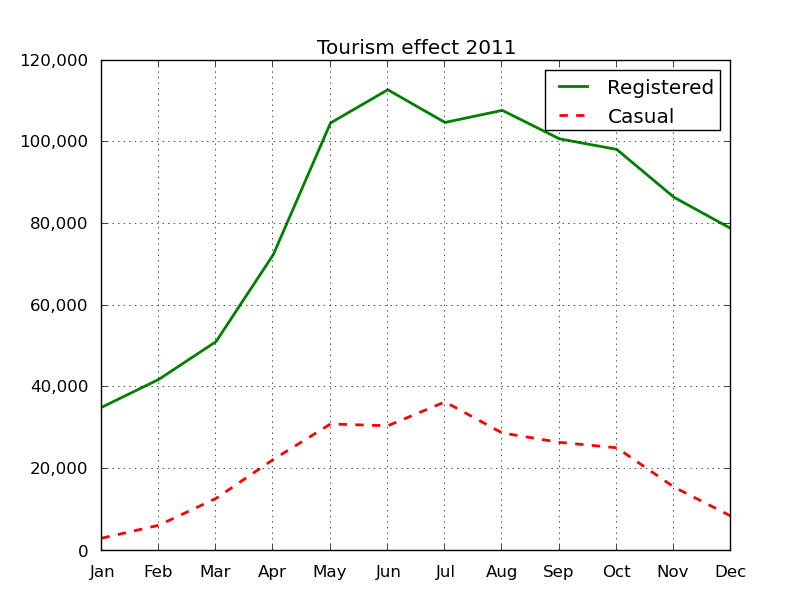 Tourism effect 2011
120,000
100,000
80,000
60,000
40,000
20,000
0
Registered
Casual
Jan Feb Mar Apr May Jun Jul Aug Sep Oct Nov Dec